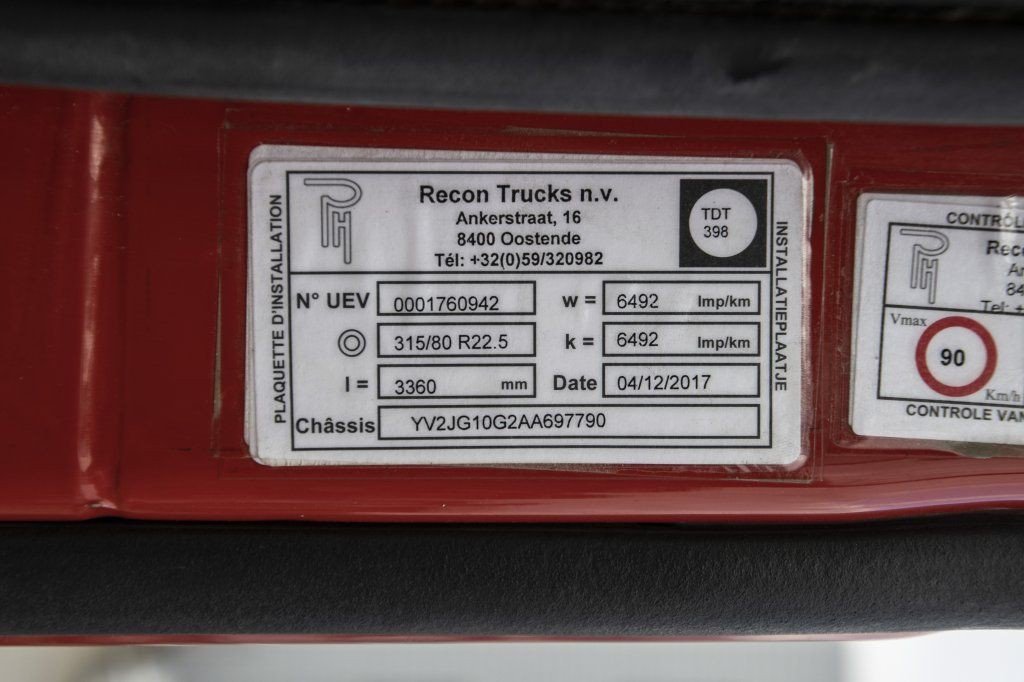 PLAQUETTE D'INSTALLATION
PH
Recon Trucks n.v.
Ankerstraat, 16
8400 Oostende
Tél: +32(0)59/320982
TDT
398
N° UEV 0001760942 w = 6492 Imp/km
315/80 R22.5 k = 6492 Imp/km
l = 3360 mm Date 04/12/2017
Châssis YV2JG10G2AA697790
INSTALLATIEPLAATJE
PH
Vmax
90
Km/h
CONTROLE